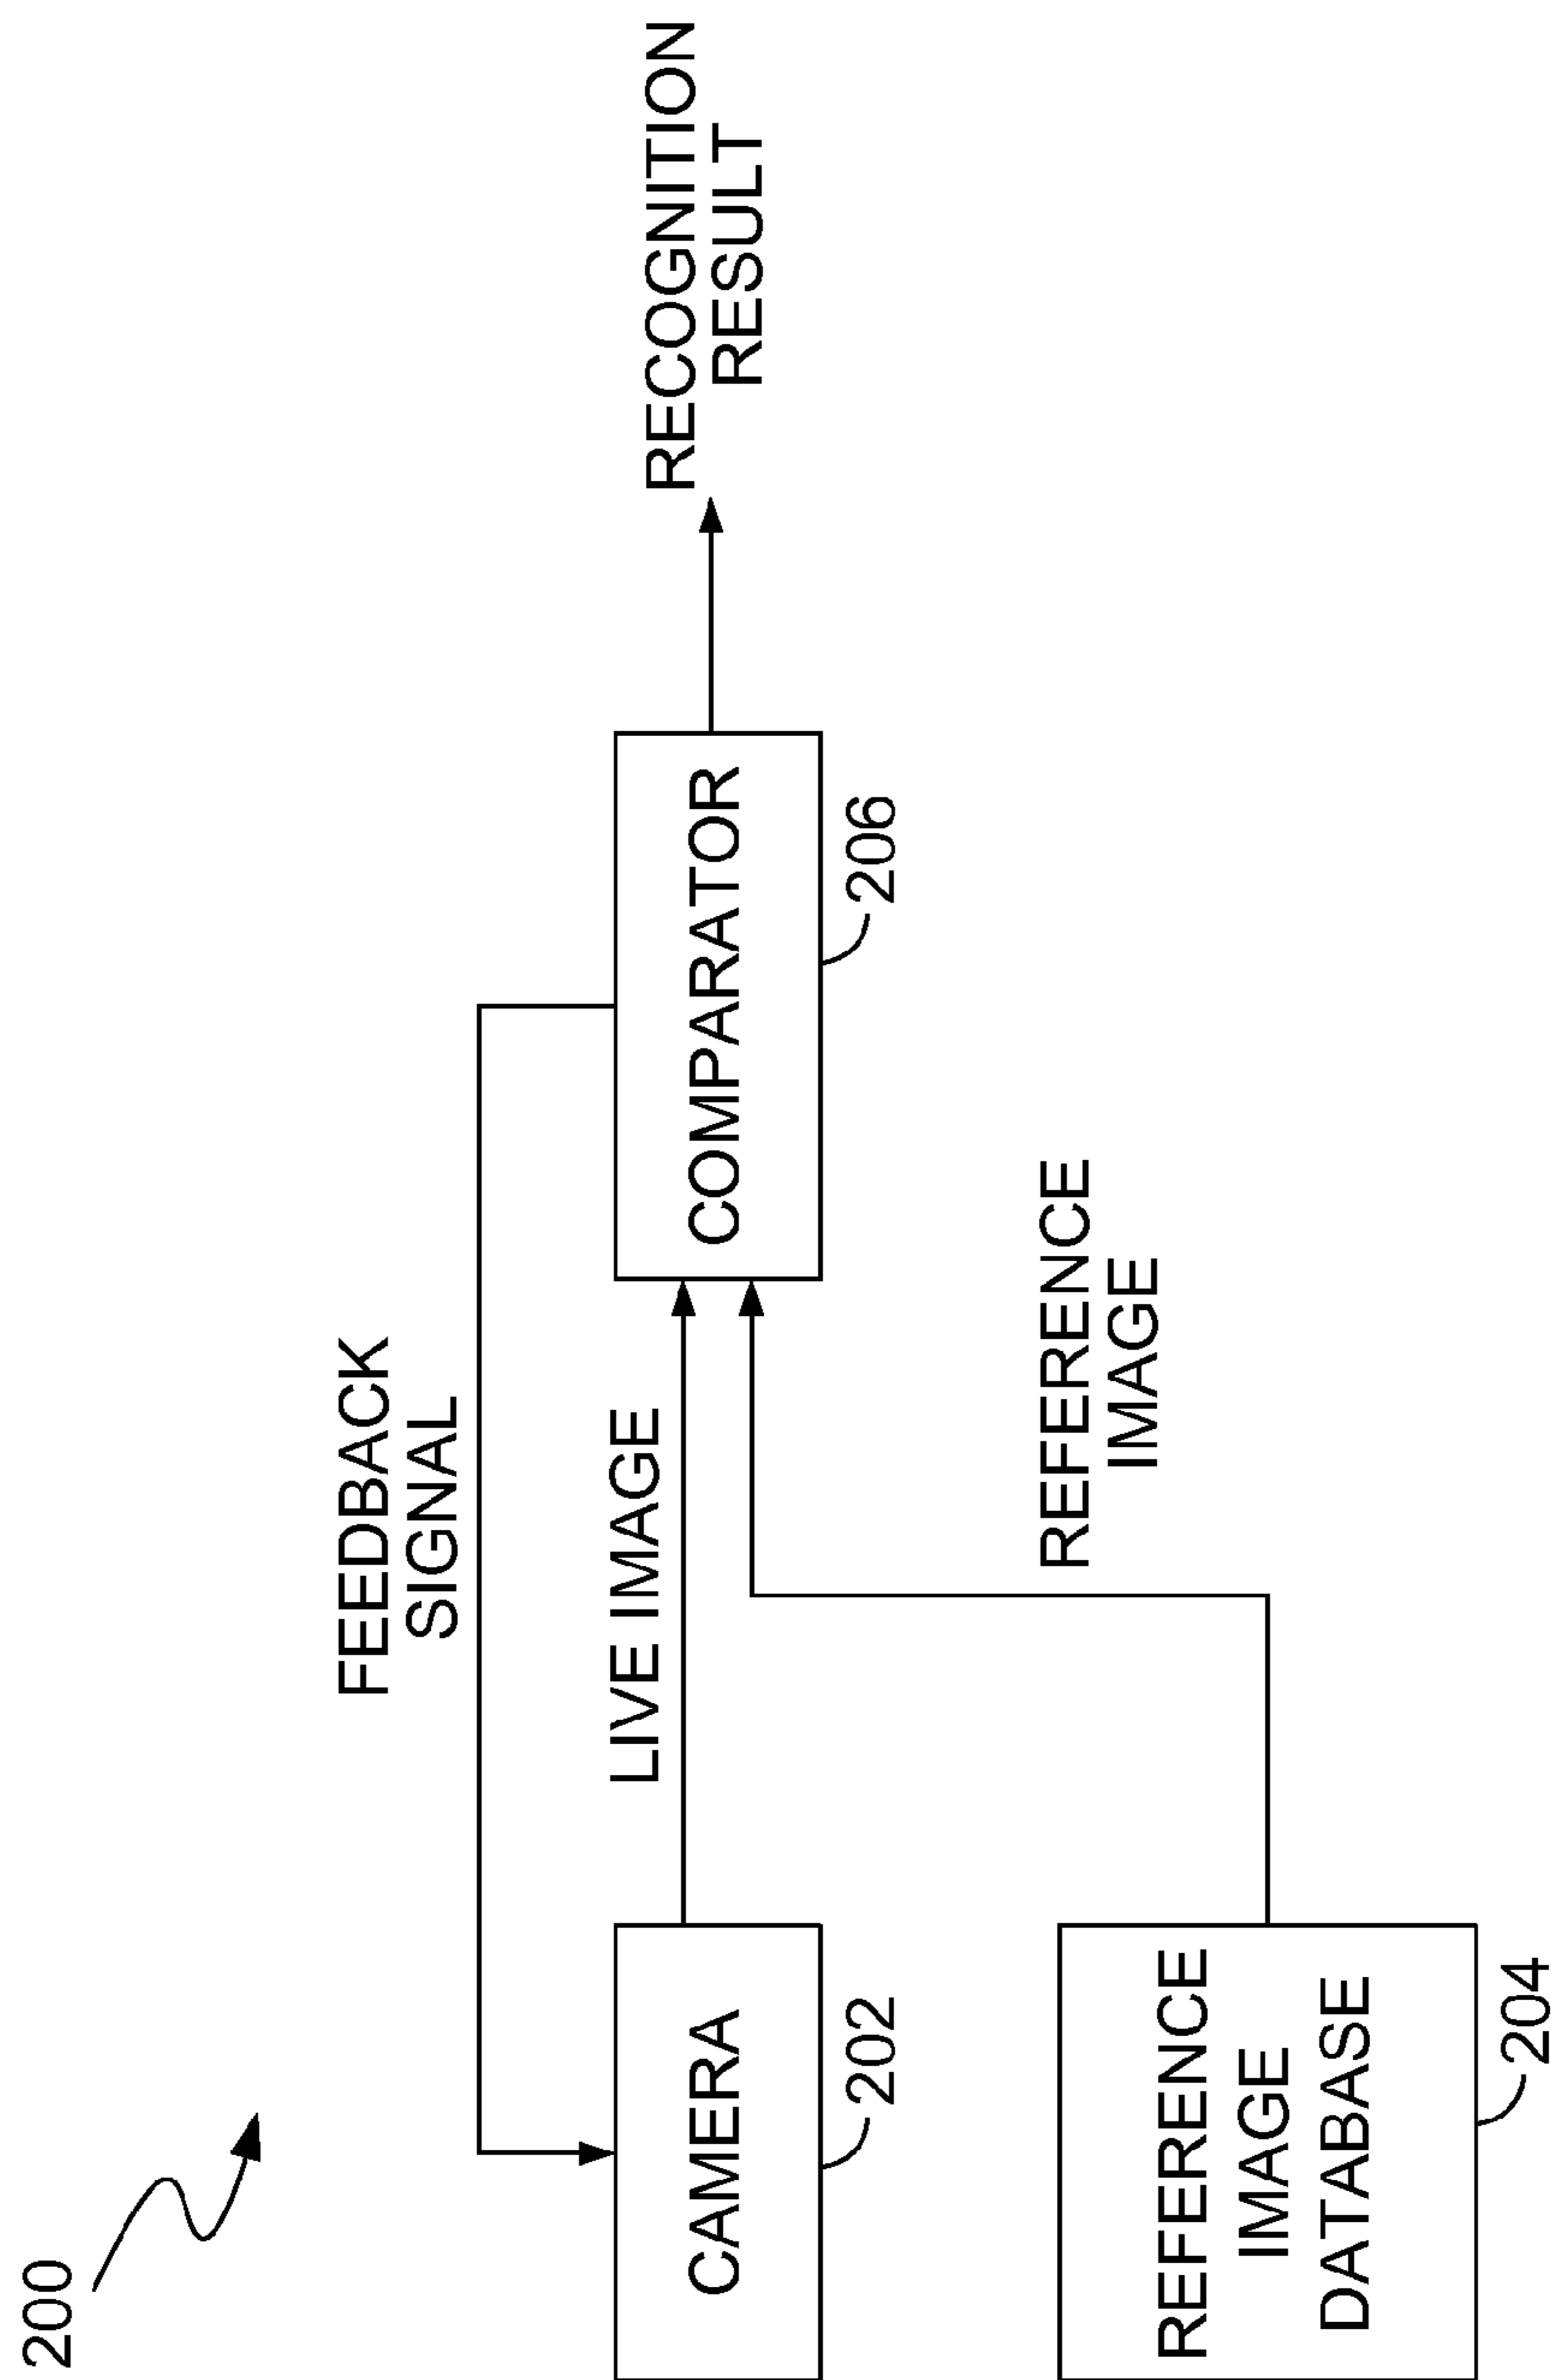 200
FEEDBACK
SIGNAL
CAMERA
202
LIVE IMAGE
COMPARATOR
206
RECOGNITION
RESULT
REFERENCE
IMAGE
REFERENCE
IMAGE
DATABASE
204